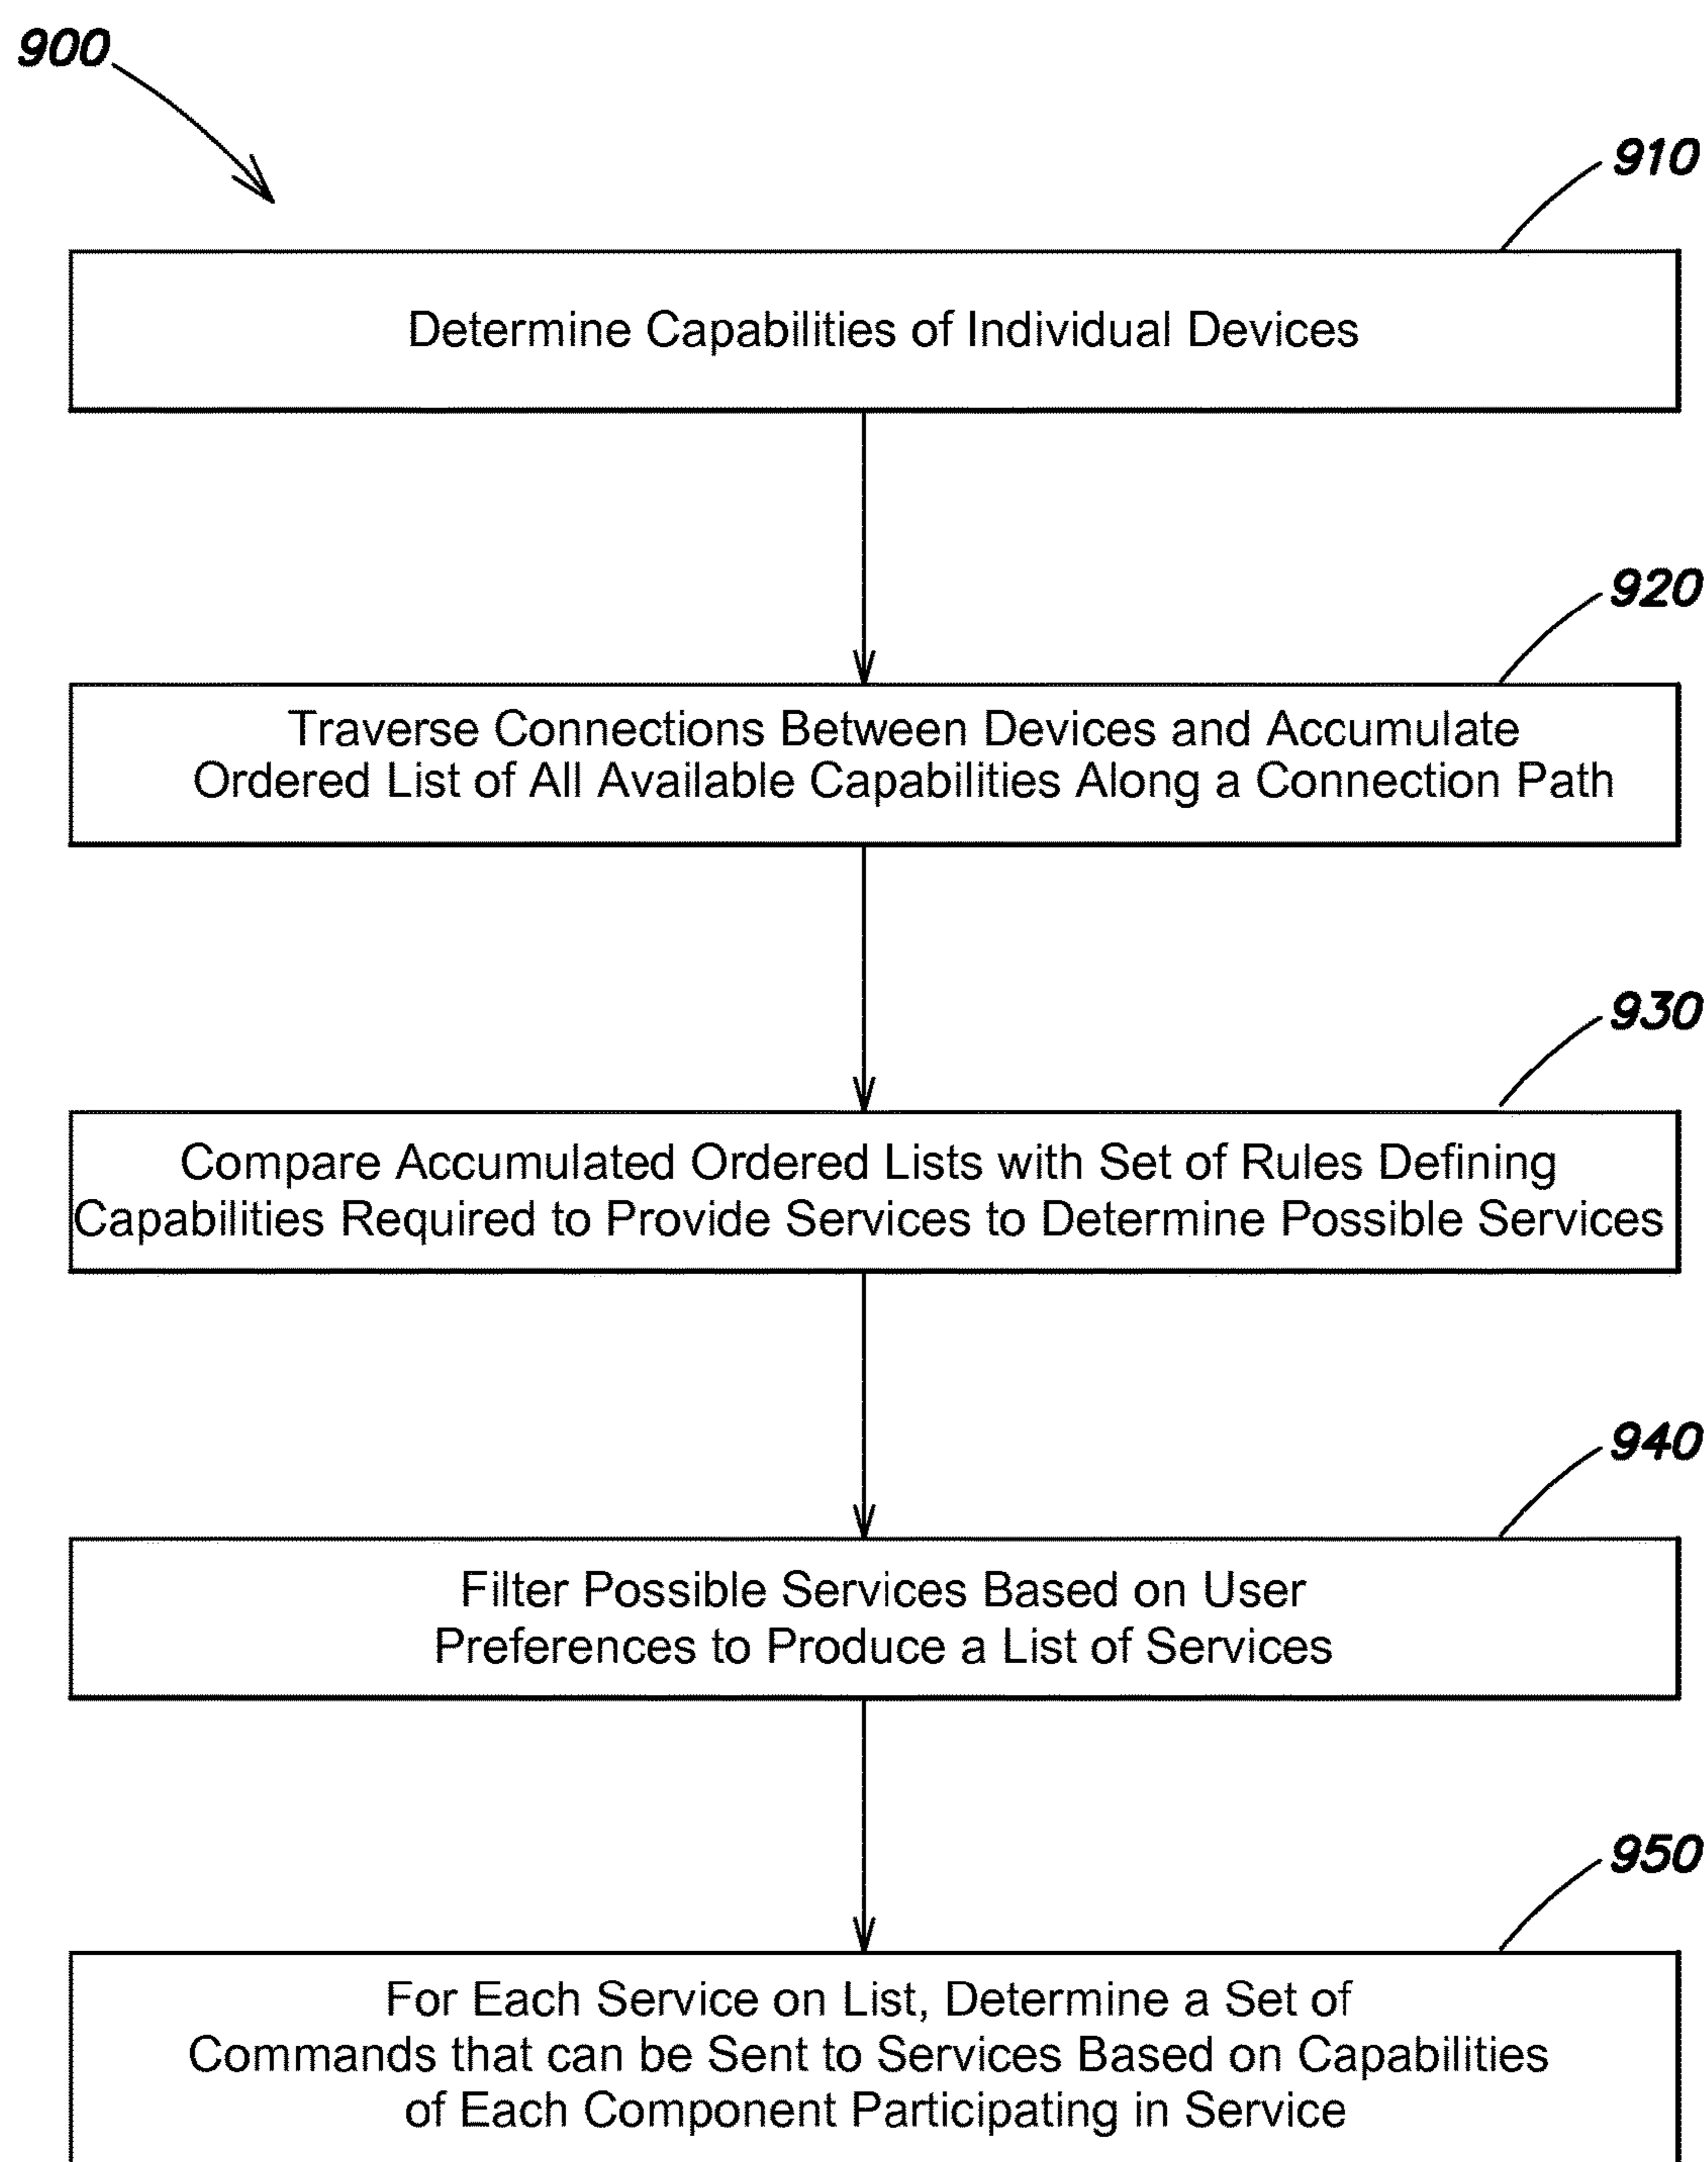 900
910
Determine Capabilities of Individual Devices
920
Traverse Connections Between Devices and Accumulate
Ordered List of All Available Capabilities Along a Connection Path
930
Compare Accumulated Ordered Lists with Set of Rules Defining
Capabilities Required to Provide Services to Determine Possible Services
940
Filter Possible Services Based on User
Preferences to Produce a List of Services
950
For Each Service on List, Determine a Set of
Commands that can be Sent to Services Based on Capabilities
of Each Component Participating in Service